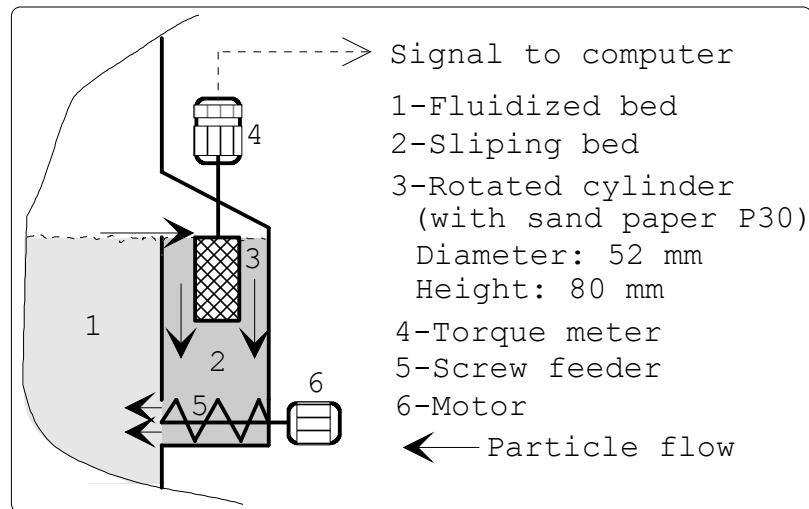 Signal to computer
1-Fluidized bed
2-Sliping bed
3-Rotated cylinder
(with sand paper P30)
Diameter: 52 mm
Height: 80 mm
4-Torque meter
5-Screw feeder
6-Motor
Particle flow
4
3
1
2
5
6